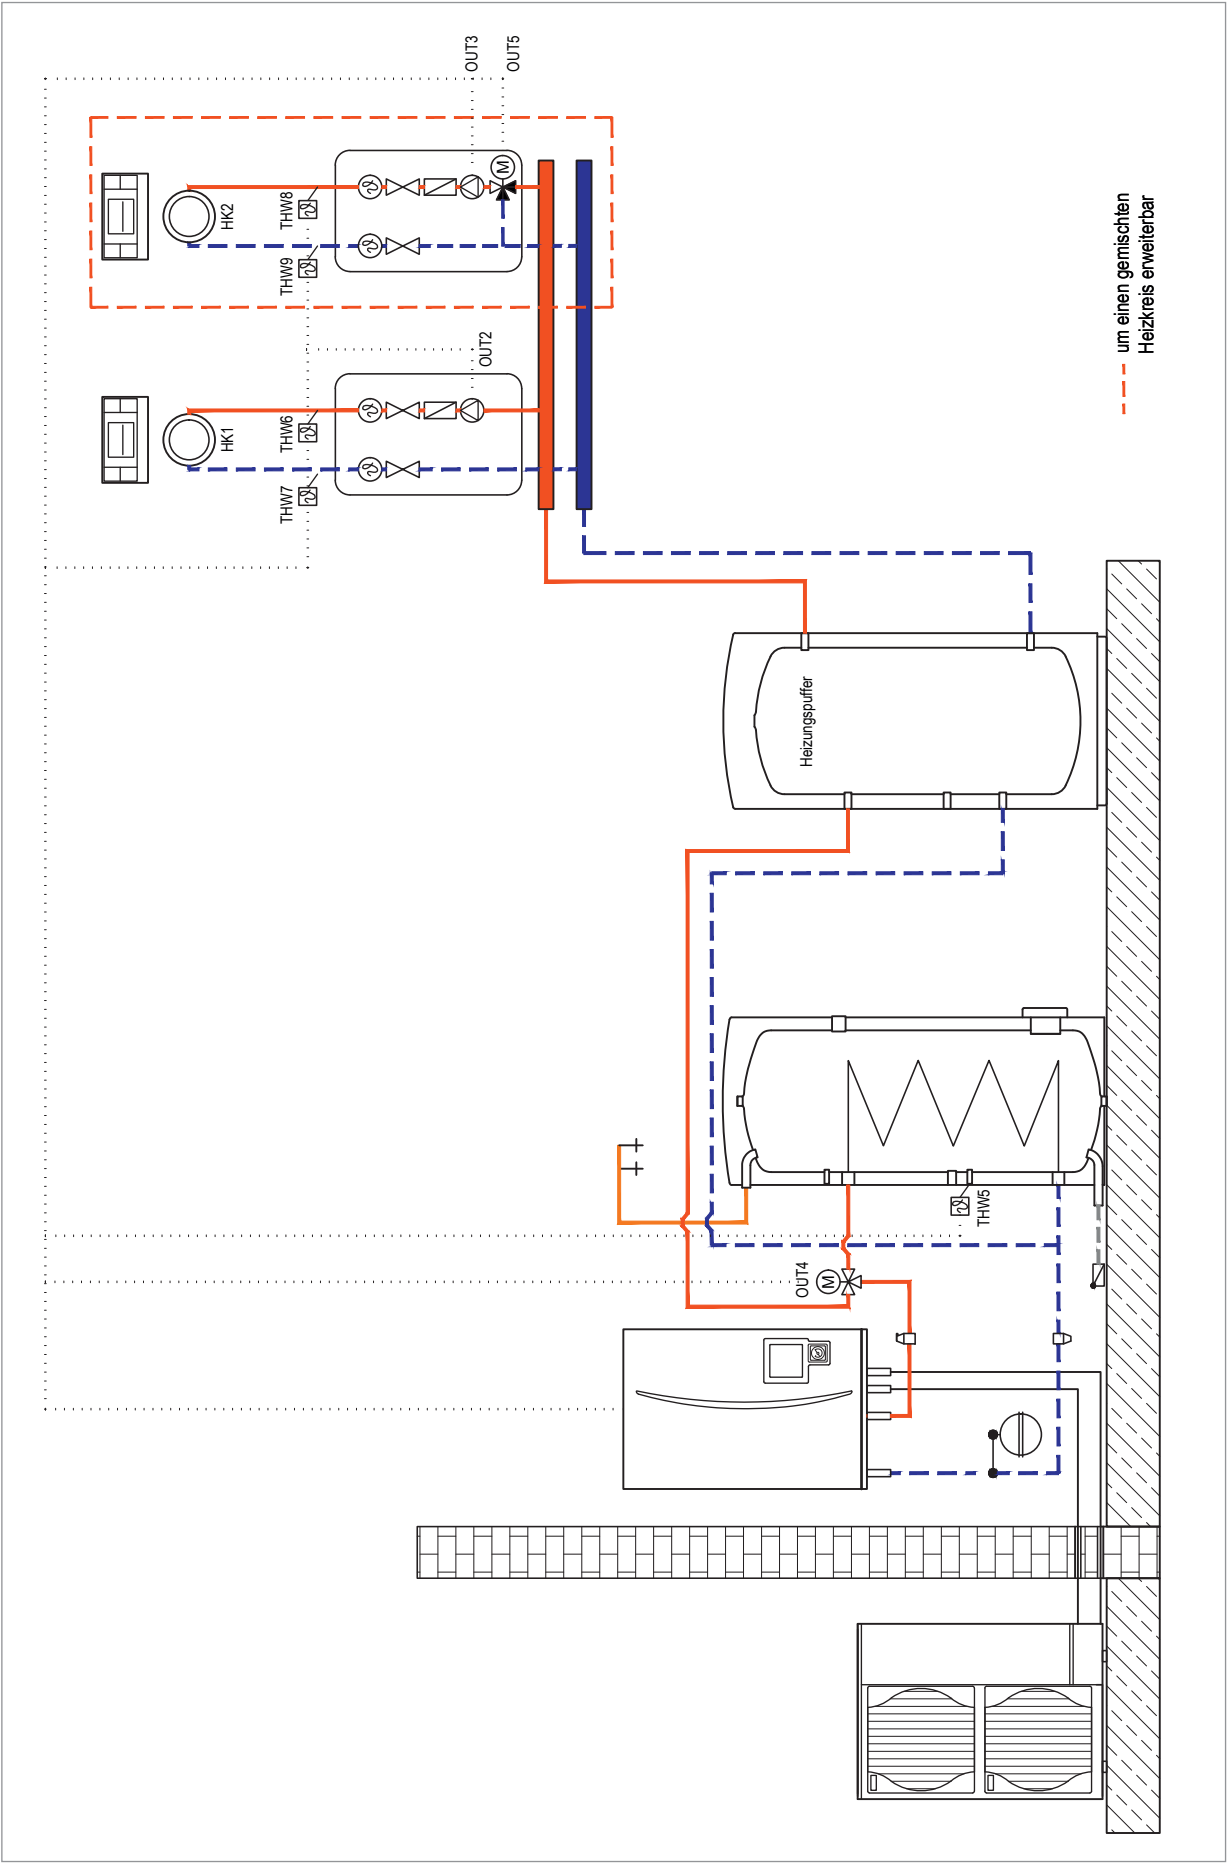 OUT3
OUT5
M
THW8
HK2
THW9
OUT2
THW6
HK1
THW7
um einen gemischten
Heizkreis erweiterbar
Heizungspuffer
THW5
OUT4
M